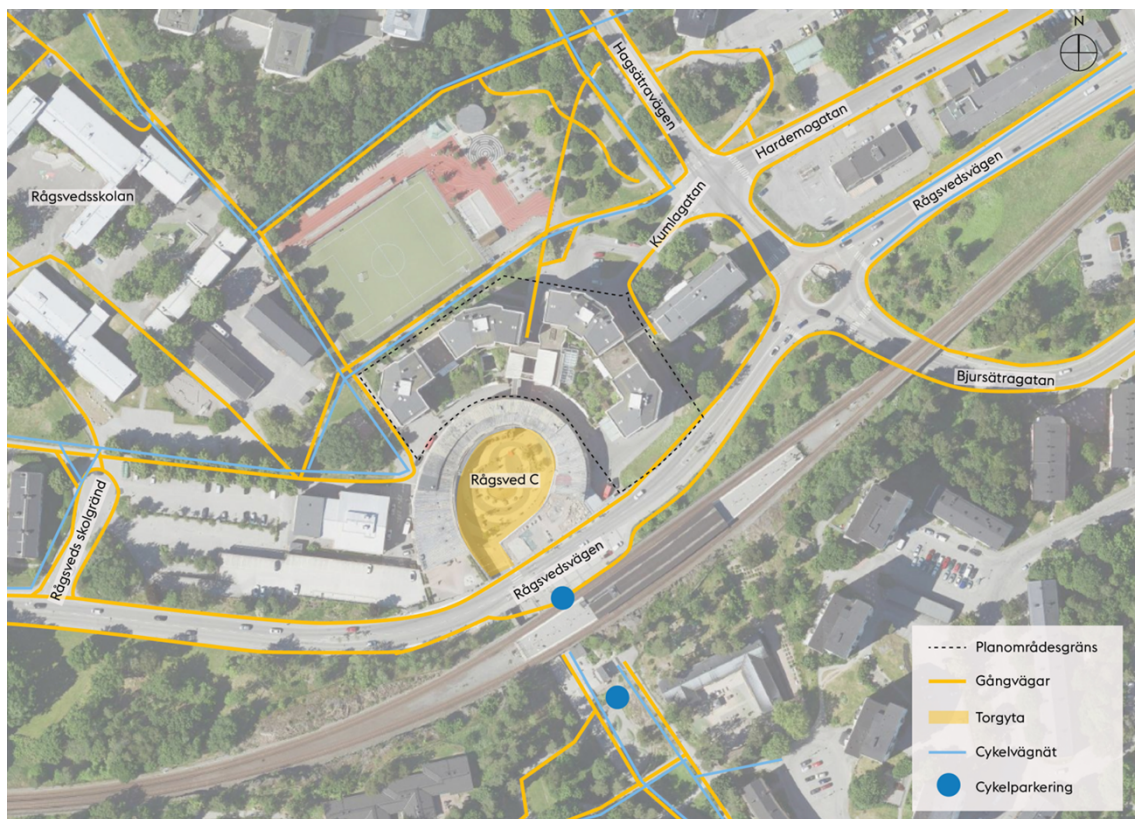 N
Hagsätravägen
Hardemogatan
Rågsvedsskolan
Rågsvedsvägen
Kumlagatan
Bjursätragatan
Rågsved C
Rågsveds skolgränd
Rågsvedsvägen
Planområdesgräns
Gångvägar
Torgyta
Cykelvägnät
Cykelparkering